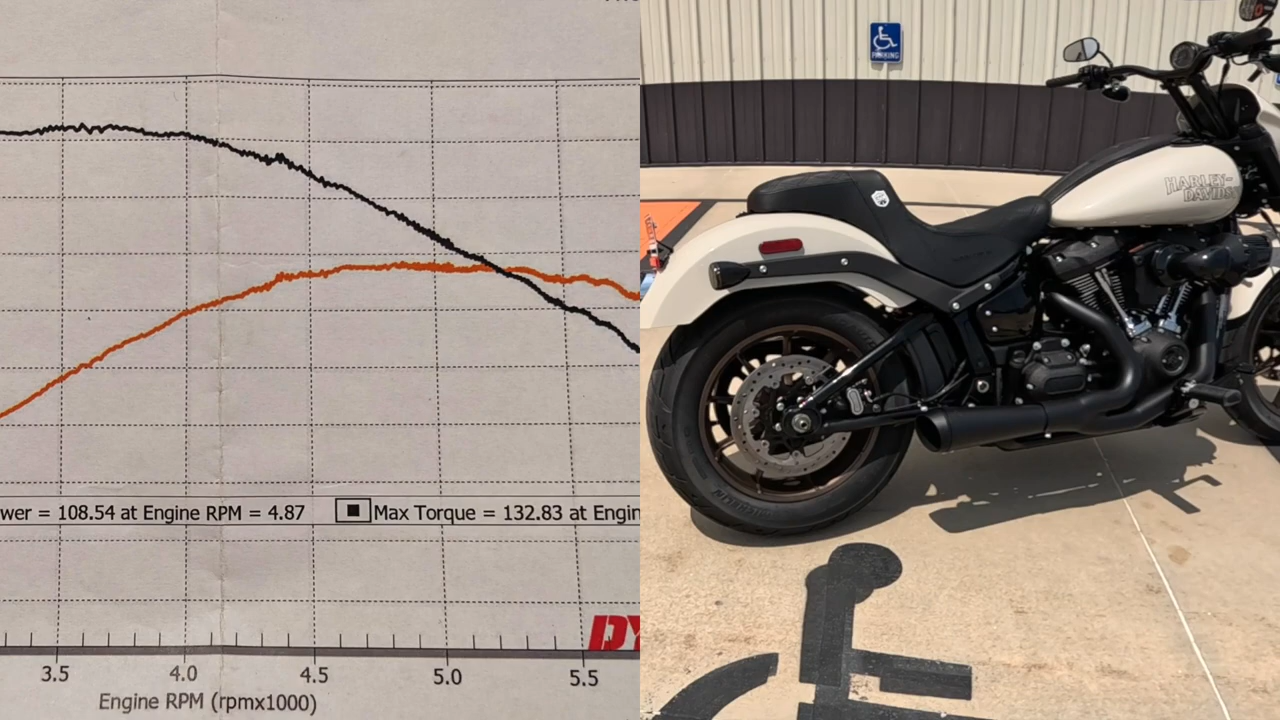 wer = 108.54 at Engine RPM = 4.87
Max Torque = 132.83 at Engin
DY
3.5 4.0 4.5 5.0 5.5
Engine RPM (rpmx1000)
PARKING
HARLEY-
DAVIDSO